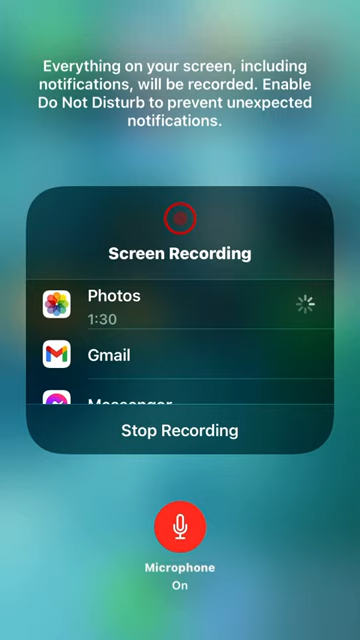 Everything on your screen, including
notifications, will be recorded. Enable
Do Not Disturb to prevent unexpected
notifications.
Screen Recording
Photos
1:30
Gmail
Messenger
Stop Recording
Microphone
On